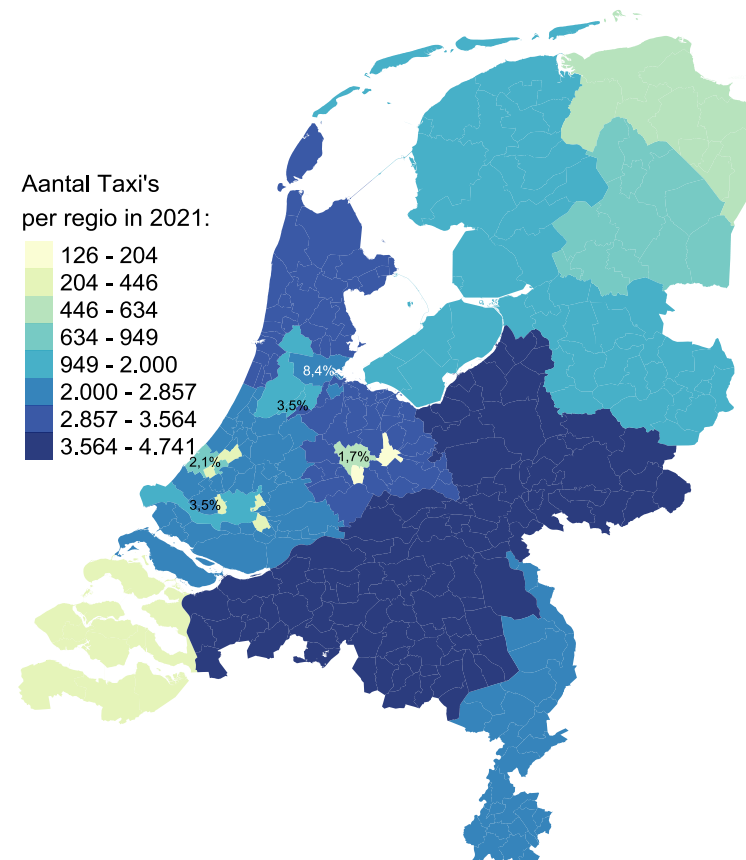 Aantal Taxi's
per regio in 2021:
126 - 204
204 - 446
446 - 634
634 - 949
949 - 2.000
2.000 - 2.857
2.857 - 3.564
3.564 - 4.741
8,4%
3,5%
2,1%
1,7%
3,5%